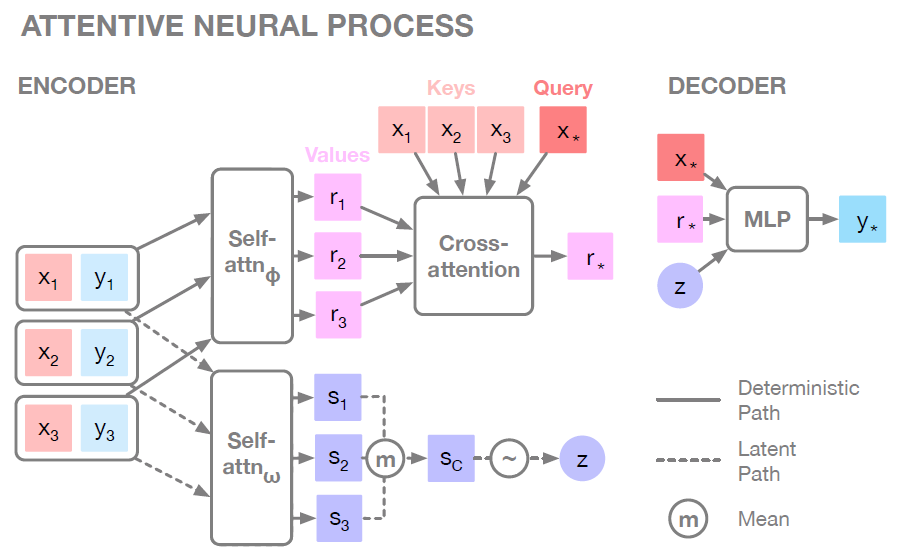 ATTENTIVE NEURAL PROCESS
ENCODER
Keys
Query
DECODER
x1 x2 x3 x*
Values
x*
r1
Self-attnϕ
r2
r3
Cross-attention
r*
r*
MLP
y*
z
x1 y1
x2 y2
x3 y3
Self-attnω
s1
s2
s3
m
sC
~
z
Deterministic
Path
Latent
Path
m
Mean